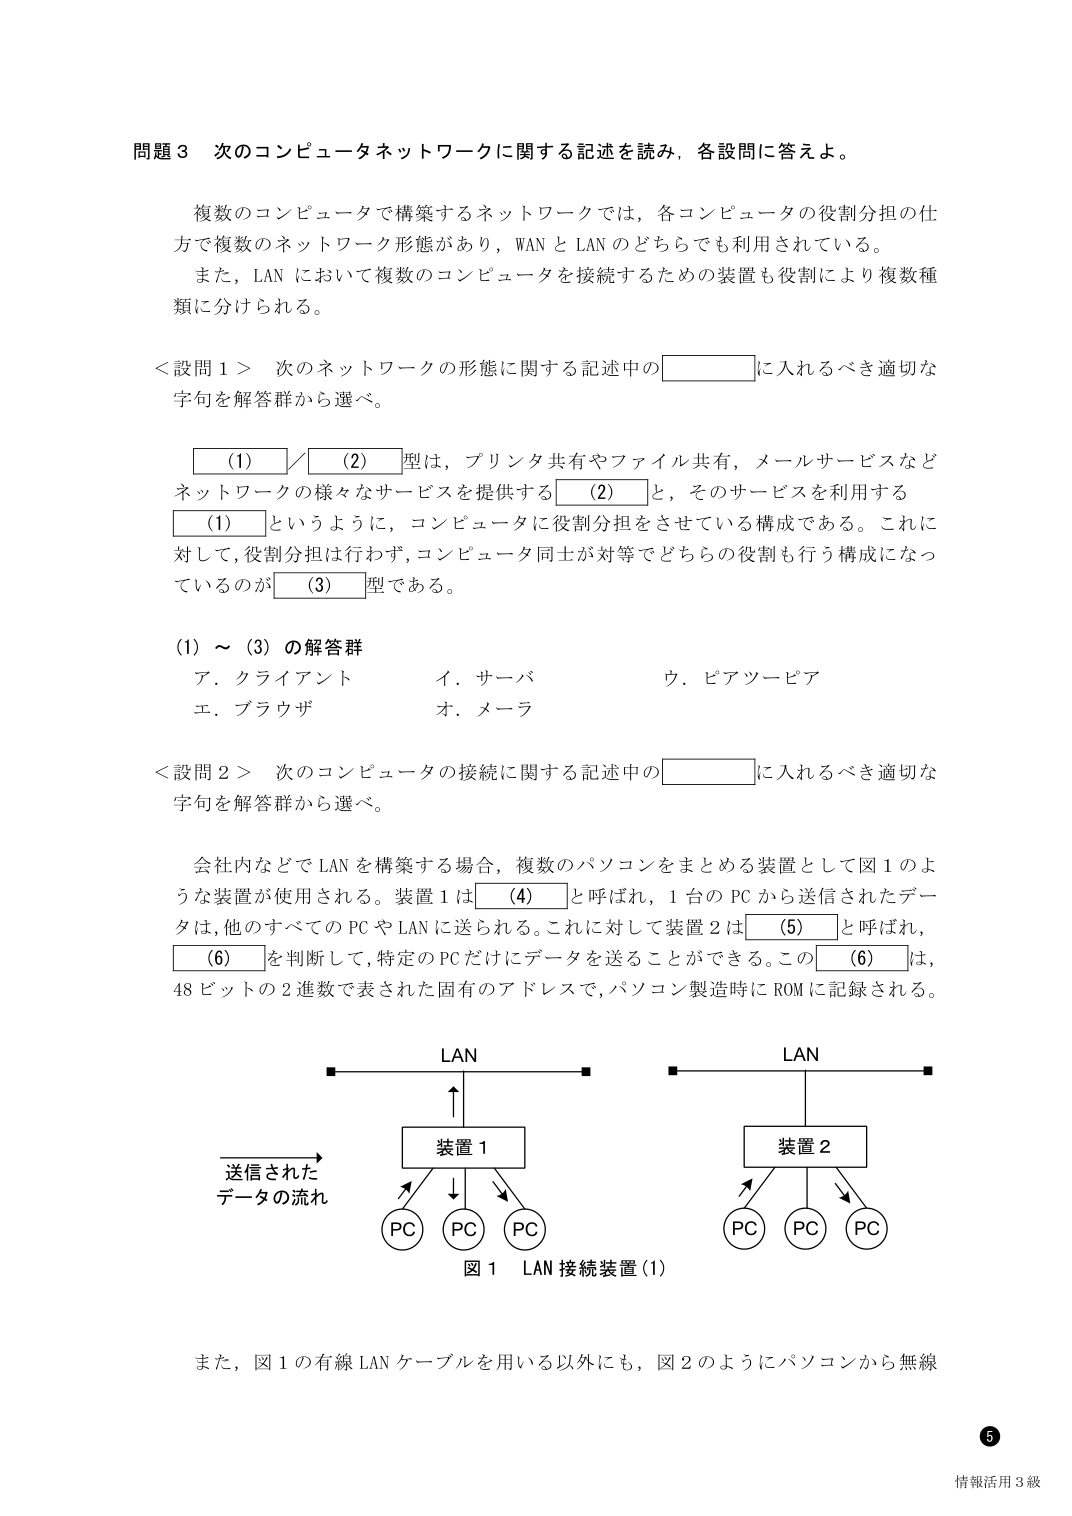 問題３　次のコンピュータネットワークに関する記述を読み，各設問に答えよ。
複数のコンピュータで構築するネットワークでは，各コンピュータの役割分担の仕
方で複数のネットワーク形態があり，WAN と LAN のどちらでも利用されている。
また，LAN において複数のコンピュータを接続するための装置も役割により複数種
類に分けられる。
＜設問１＞　次のネットワークの形態に関する記述中の　　　　に入れるべき適切な
字句を解答群から選べ。
（1）／（2）型は，プリンタ共有やファイル共有，メールサービスなど
ネットワークの様々なサービスを提供する（2）と，そのサービスを利用する
（1）というように，コンピュータに役割分担をさせている構成である。これに
対して，役割分担は行わず，コンピュータ同士が対等でどちらの役割も行う構成になっ
ているのが（3）型である。
（1）～（3）の解答群
ア．クライアント　イ．サーバ　ウ．ピアツーピア
エ．ブラウザ　オ．メーラ
＜設問２＞　次のコンピュータの接続に関する記述中の　　　　に入れるべき適切な
字句を解答群から選べ。
会社内などで LAN を構築する場合，複数のパソコンをまとめる装置として図１のよ
うな装置が使用される。装置１は（4）と呼ばれ，１台の PC から送信されたデー
タは，他のすべての PC や LAN に送られる。これに対して装置２は（5）と呼ばれ，
（6）を判断して，特定の PC だけにデータを送ることができる。この（6）は，
48 ビットの２進数で表された固有のアドレスで，パソコン製造時に ROM に記録される。
LAN　LAN
装置１　装置２
送信された
データの流れ
PC　PC　PC　PC　PC　PC
図１　LAN 接続装置(1)
また，図１の有線 LAN ケーブルを用いる以外にも，図２のようにパソコンから無線
5
情報活用３級